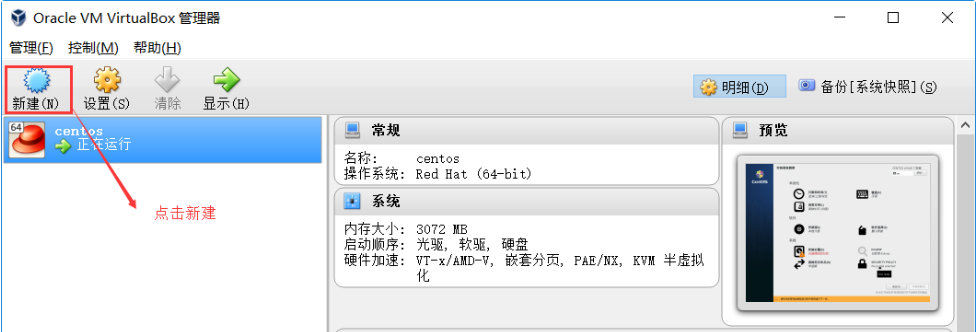 Oracle VM VirtualBox 管理器
管理(F) 控制(M) 帮助(H)
新建(N) 设置(S) 清除 显示(H) 明细(D) 备份[系统快照](S)
64 centos
正在运行
点击新建
常规
名称: centos
操作系统: Red Hat (64-bit)
系统
内存大小: 3072 MB
启动顺序: 光驱, 软驱, 硬盘
硬件加速: VT-x/AMD-V, 嵌套分页, PAE/NX, KVM 半虚拟
化
预览